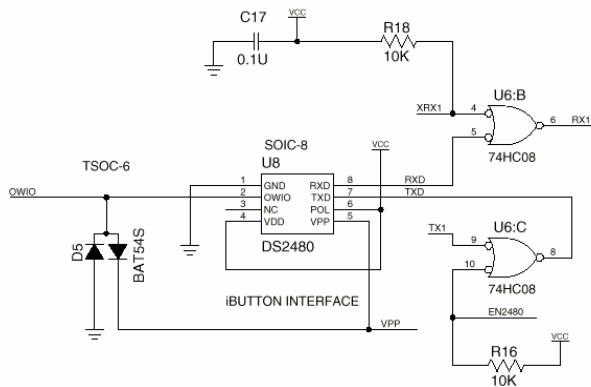 C17
VCC
R18
0.1U
10K
U6:B
XRX1
4
6
RX1
5
74HC08
SOIC-8
VCC
TSOC-6
U8
OWIO
1
GND
RXD
8
RXD
2
OWIO
TXD
7
TXD
3
NC
POL
6
4
VDD
VPP
5
DS2480
U6:C
TX1
9
8
10
74HC08
D5
BAT54S
iBUTTON INTERFACE
EN2480
VPP
R16
VCC
10K